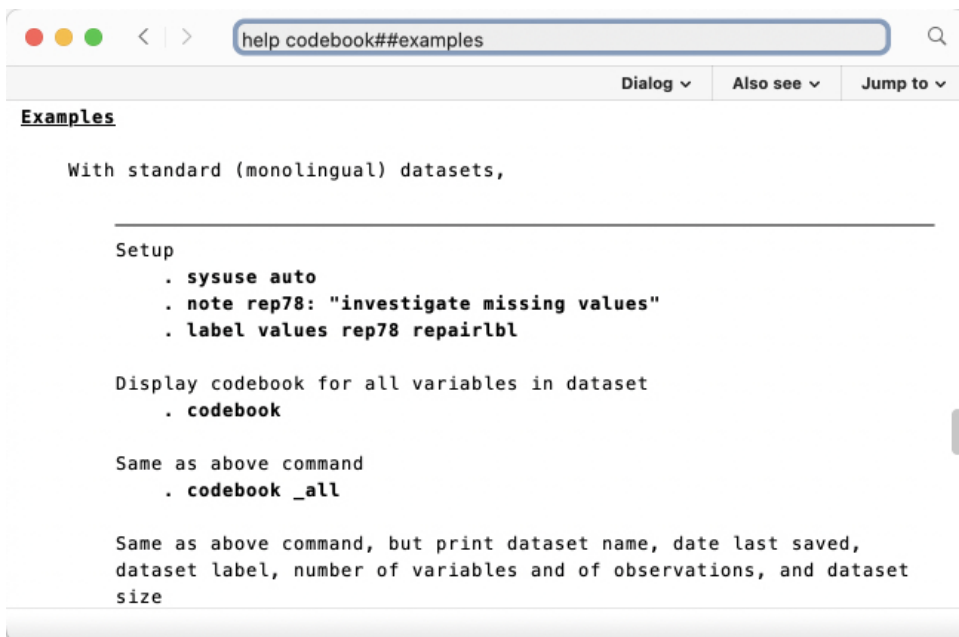 help codebook##examples
Dialog Also see Jump to
Examples
With standard (monolingual) datasets,
Setup
. sysuse auto
. note rep78: "investigate missing values"
. label values rep78 repairlbl
Display codebook for all variables in dataset
. codebook
Same as above command
. codebook _all
Same as above command, but print dataset name, date last saved,
dataset label, number of variables and of observations, and dataset
size